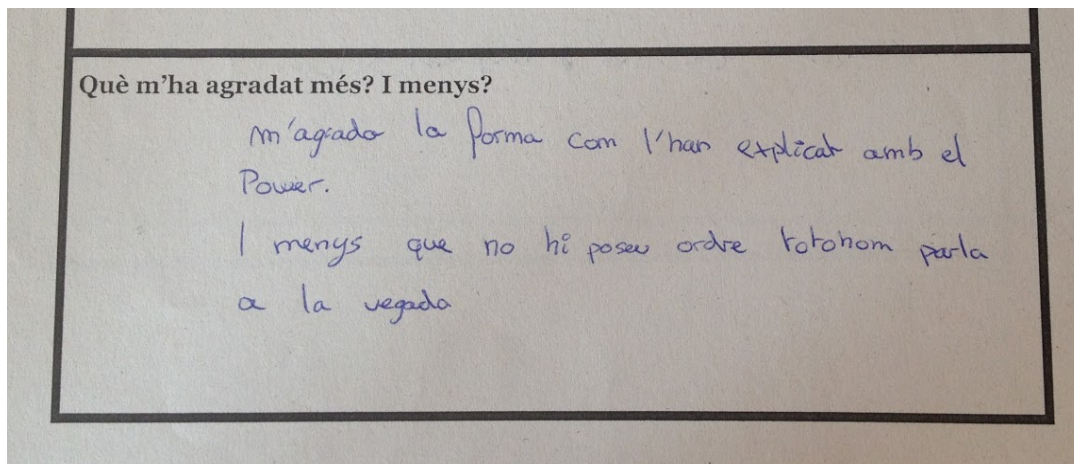 Què m'ha agradat més? I menys?
m'agrada la forma com l'han explicat amb el
Power.
I menys que no hi poseu ordre totohom parla
a la vegada